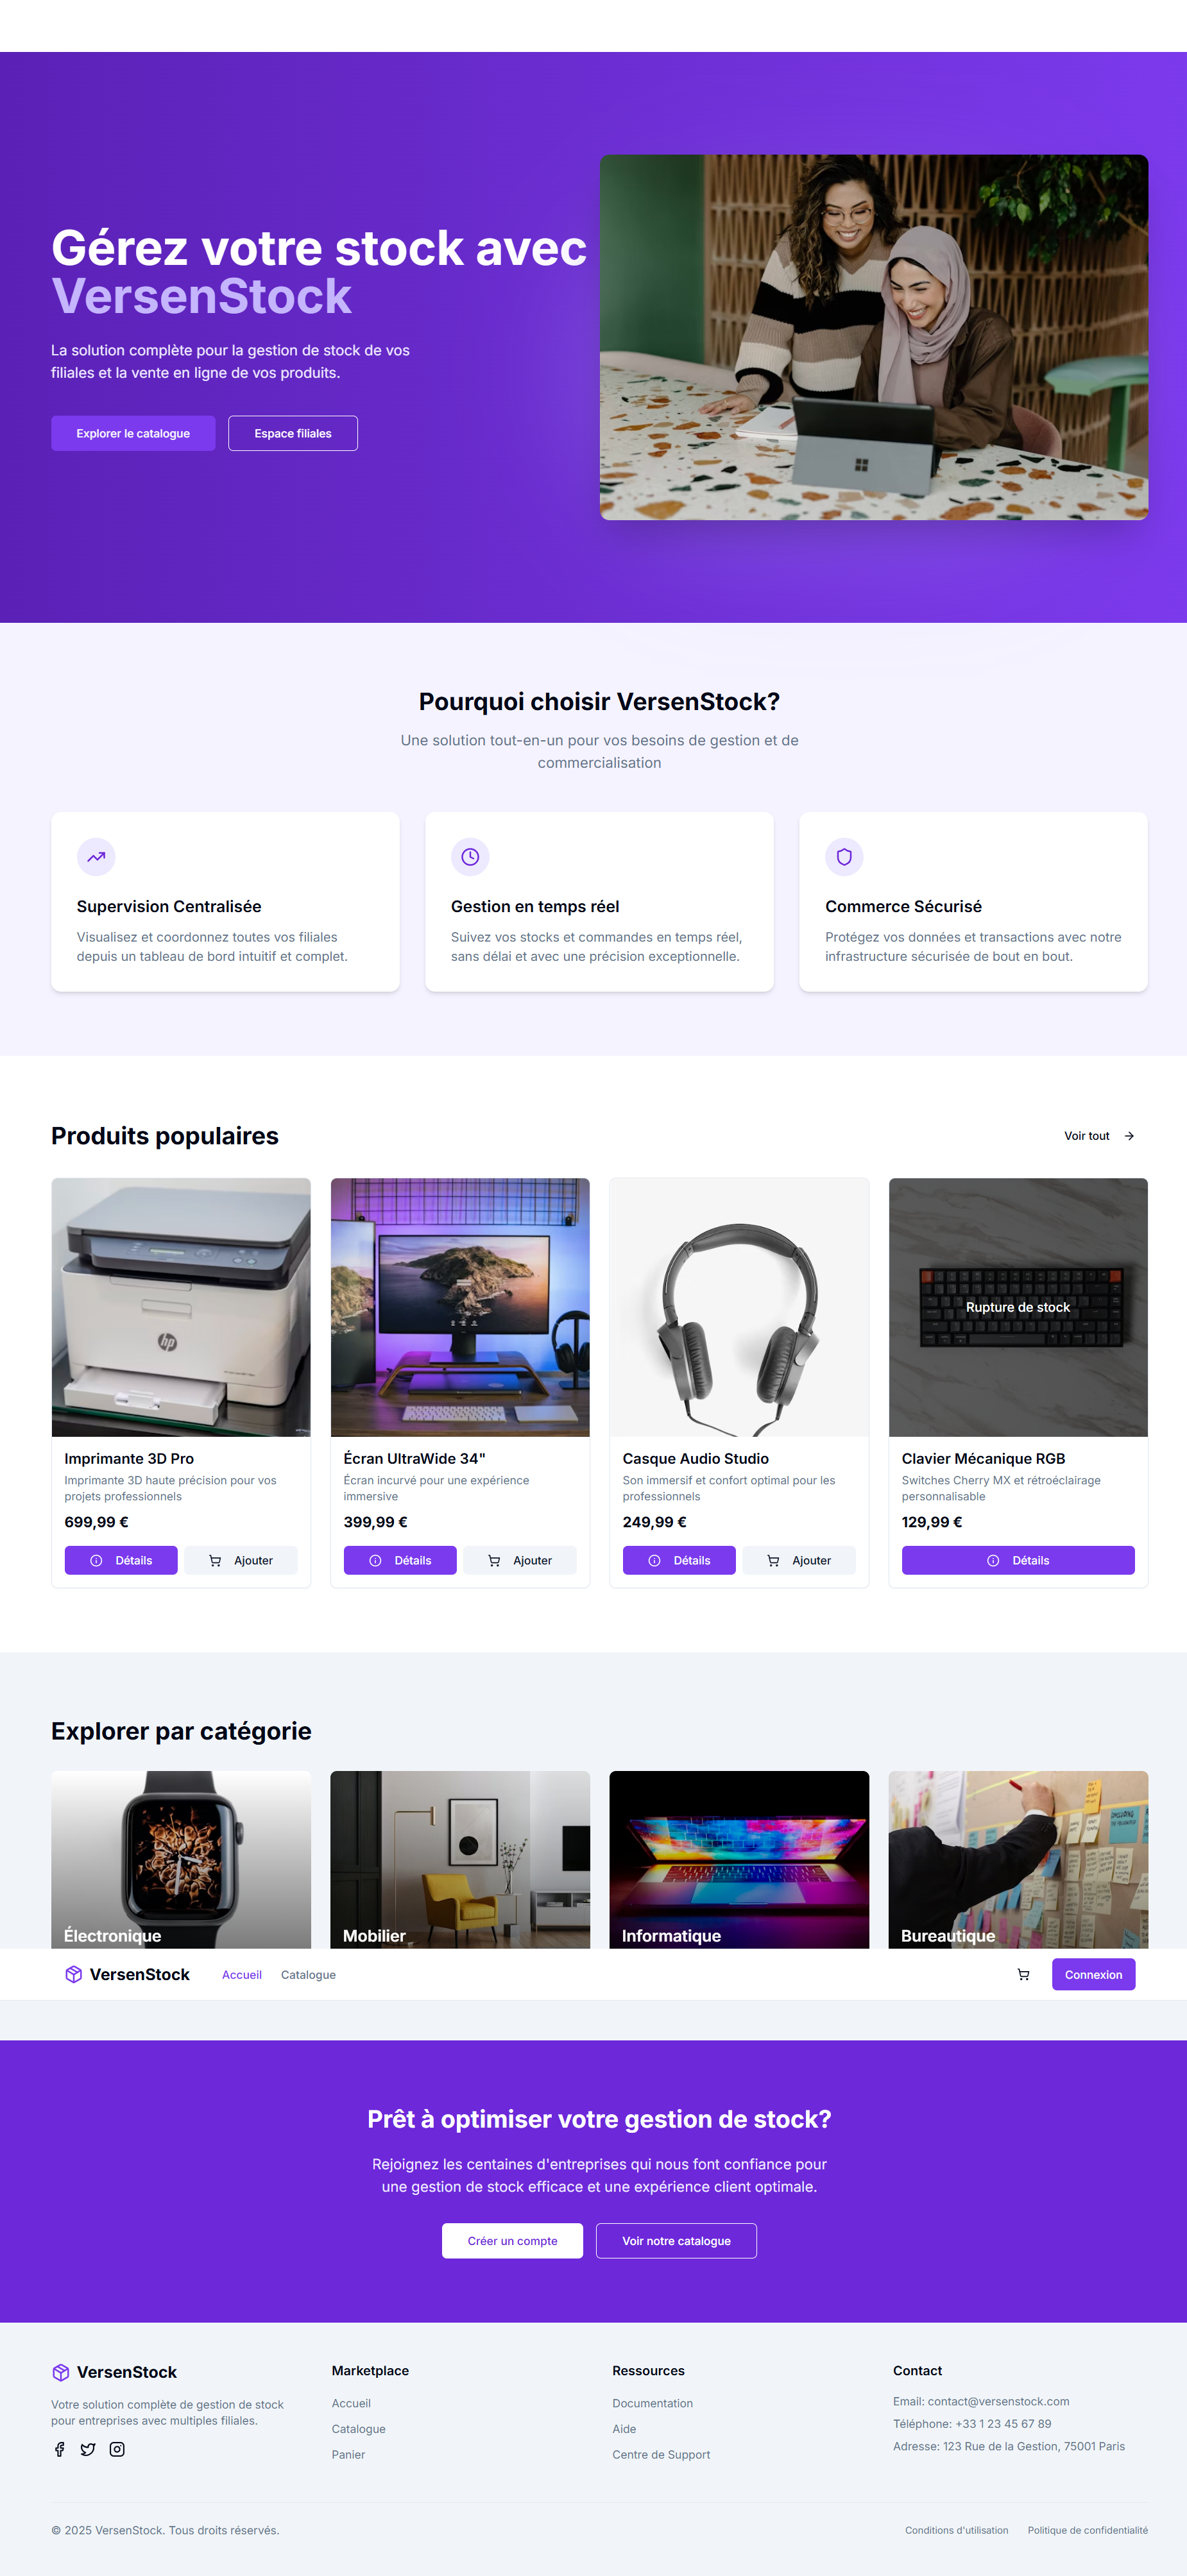 Gérez votre stock avec
VersenStock
La solution complète pour la gestion de stock de vos
filiales et la vente en ligne de vos produits.
Explorer le catalogue
Espace filiales
Pourquoi choisir VersenStock?
Une solution tout-en-un pour vos besoins de gestion et de
commercialisation
Supervision Centralisée
Visualisez et coordonnez toutes vos filiales
depuis un tableau de bord intuitif et complet.
Gestion en temps réel
Suivez vos stocks et commandes en temps réel,
sans délai et avec une précision exceptionnelle.
Commerce Sécurisé
Protégez vos données et transactions avec notre
infrastructure sécurisée de bout en bout.
Produits populaires
Voir tout
hp
Imprimante 3D Pro
Imprimante 3D haute précision pour vos
projets professionnels
699,99 €
Détails
Ajouter
Écran UltraWide 34"
Écran incurvé pour une expérience
immersive
399,99 €
Détails
Ajouter
Casque Audio Studio
Son immersif et confort optimal pour les
professionnels
249,99 €
Détails
Ajouter
Rupture de stock
Clavier Mécanique RGB
Switches Cherry MX et rétroéclairage
personnalisable
129,99 €
Détails
Explorer par catégorie
Électronique
Mobilier
Informatique
Bureautique
VersenStock
Accueil
Catalogue
Connexion
Prêt à optimiser votre gestion de stock?
Rejoignez les centaines d'entreprises qui nous font confiance pour
une gestion de stock efficace et une expérience client optimale.
Créer un compte
Voir notre catalogue
VersenStock
Votre solution complète de gestion de stock
pour entreprises avec multiples filiales.
Marketplace
Accueil
Catalogue
Panier
Ressources
Documentation
Aide
Centre de Support
Contact
Email: contact@versenstock.com
Téléphone: +33 1 23 45 67 89
Adresse: 123 Rue de la Gestion, 75001 Paris
© 2025 VersenStock. Tous droits réservés.
Conditions d'utilisation
Politique de confidentialité